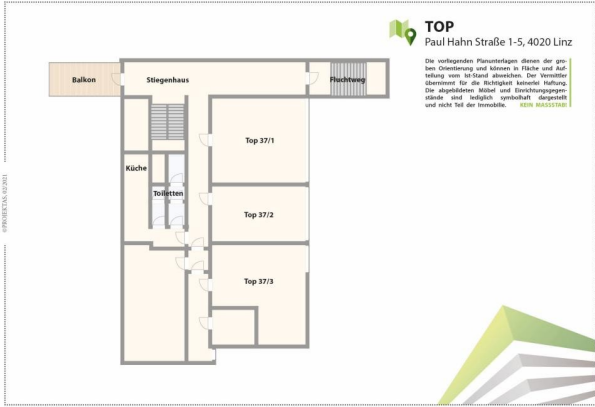 TOP
Paul Hahn Straße 1-5, 4020 Linz
Die vorliegenden Planunterlagen dienen der gro-
ben Orientierung und können in Fläche und Auf-
teilung vom Ist-Stand abweichen. Der Vermittler
übernimmt für die Richtigkeit keinerlei Haftung.
Die abgebildeten Möbel und Einrichtungsgegen-
stände sind lediglich symbolhaft dargestellt
und nicht Teil der Immobilie. KEIN MASSSTAB!
Balkon
Stiegenhaus
Fluchtweg
Top 37/1
Küche
Toiletten
Top 37/2
Top 37/3
©PROJEKTAS, 02/2021